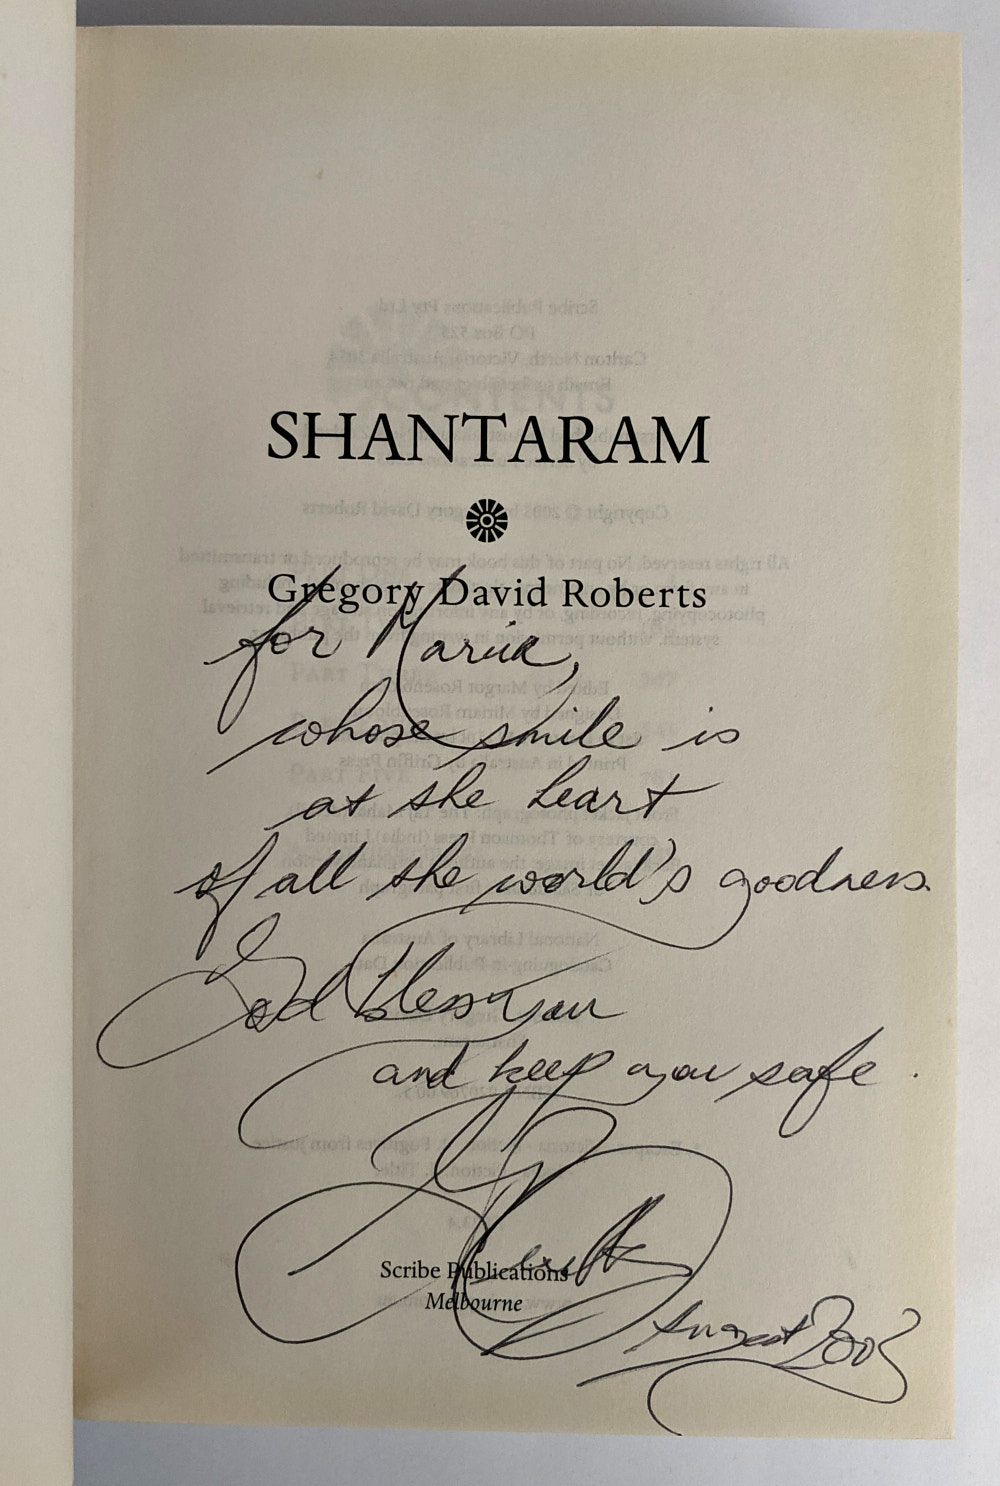 SHANTARAM
Gregory David Roberts
for Maria,
whose smile is
at the heart
of all the world's goodness.
God bless you
and keep you safe.
Scribe Publications
Melbourne
August 2003